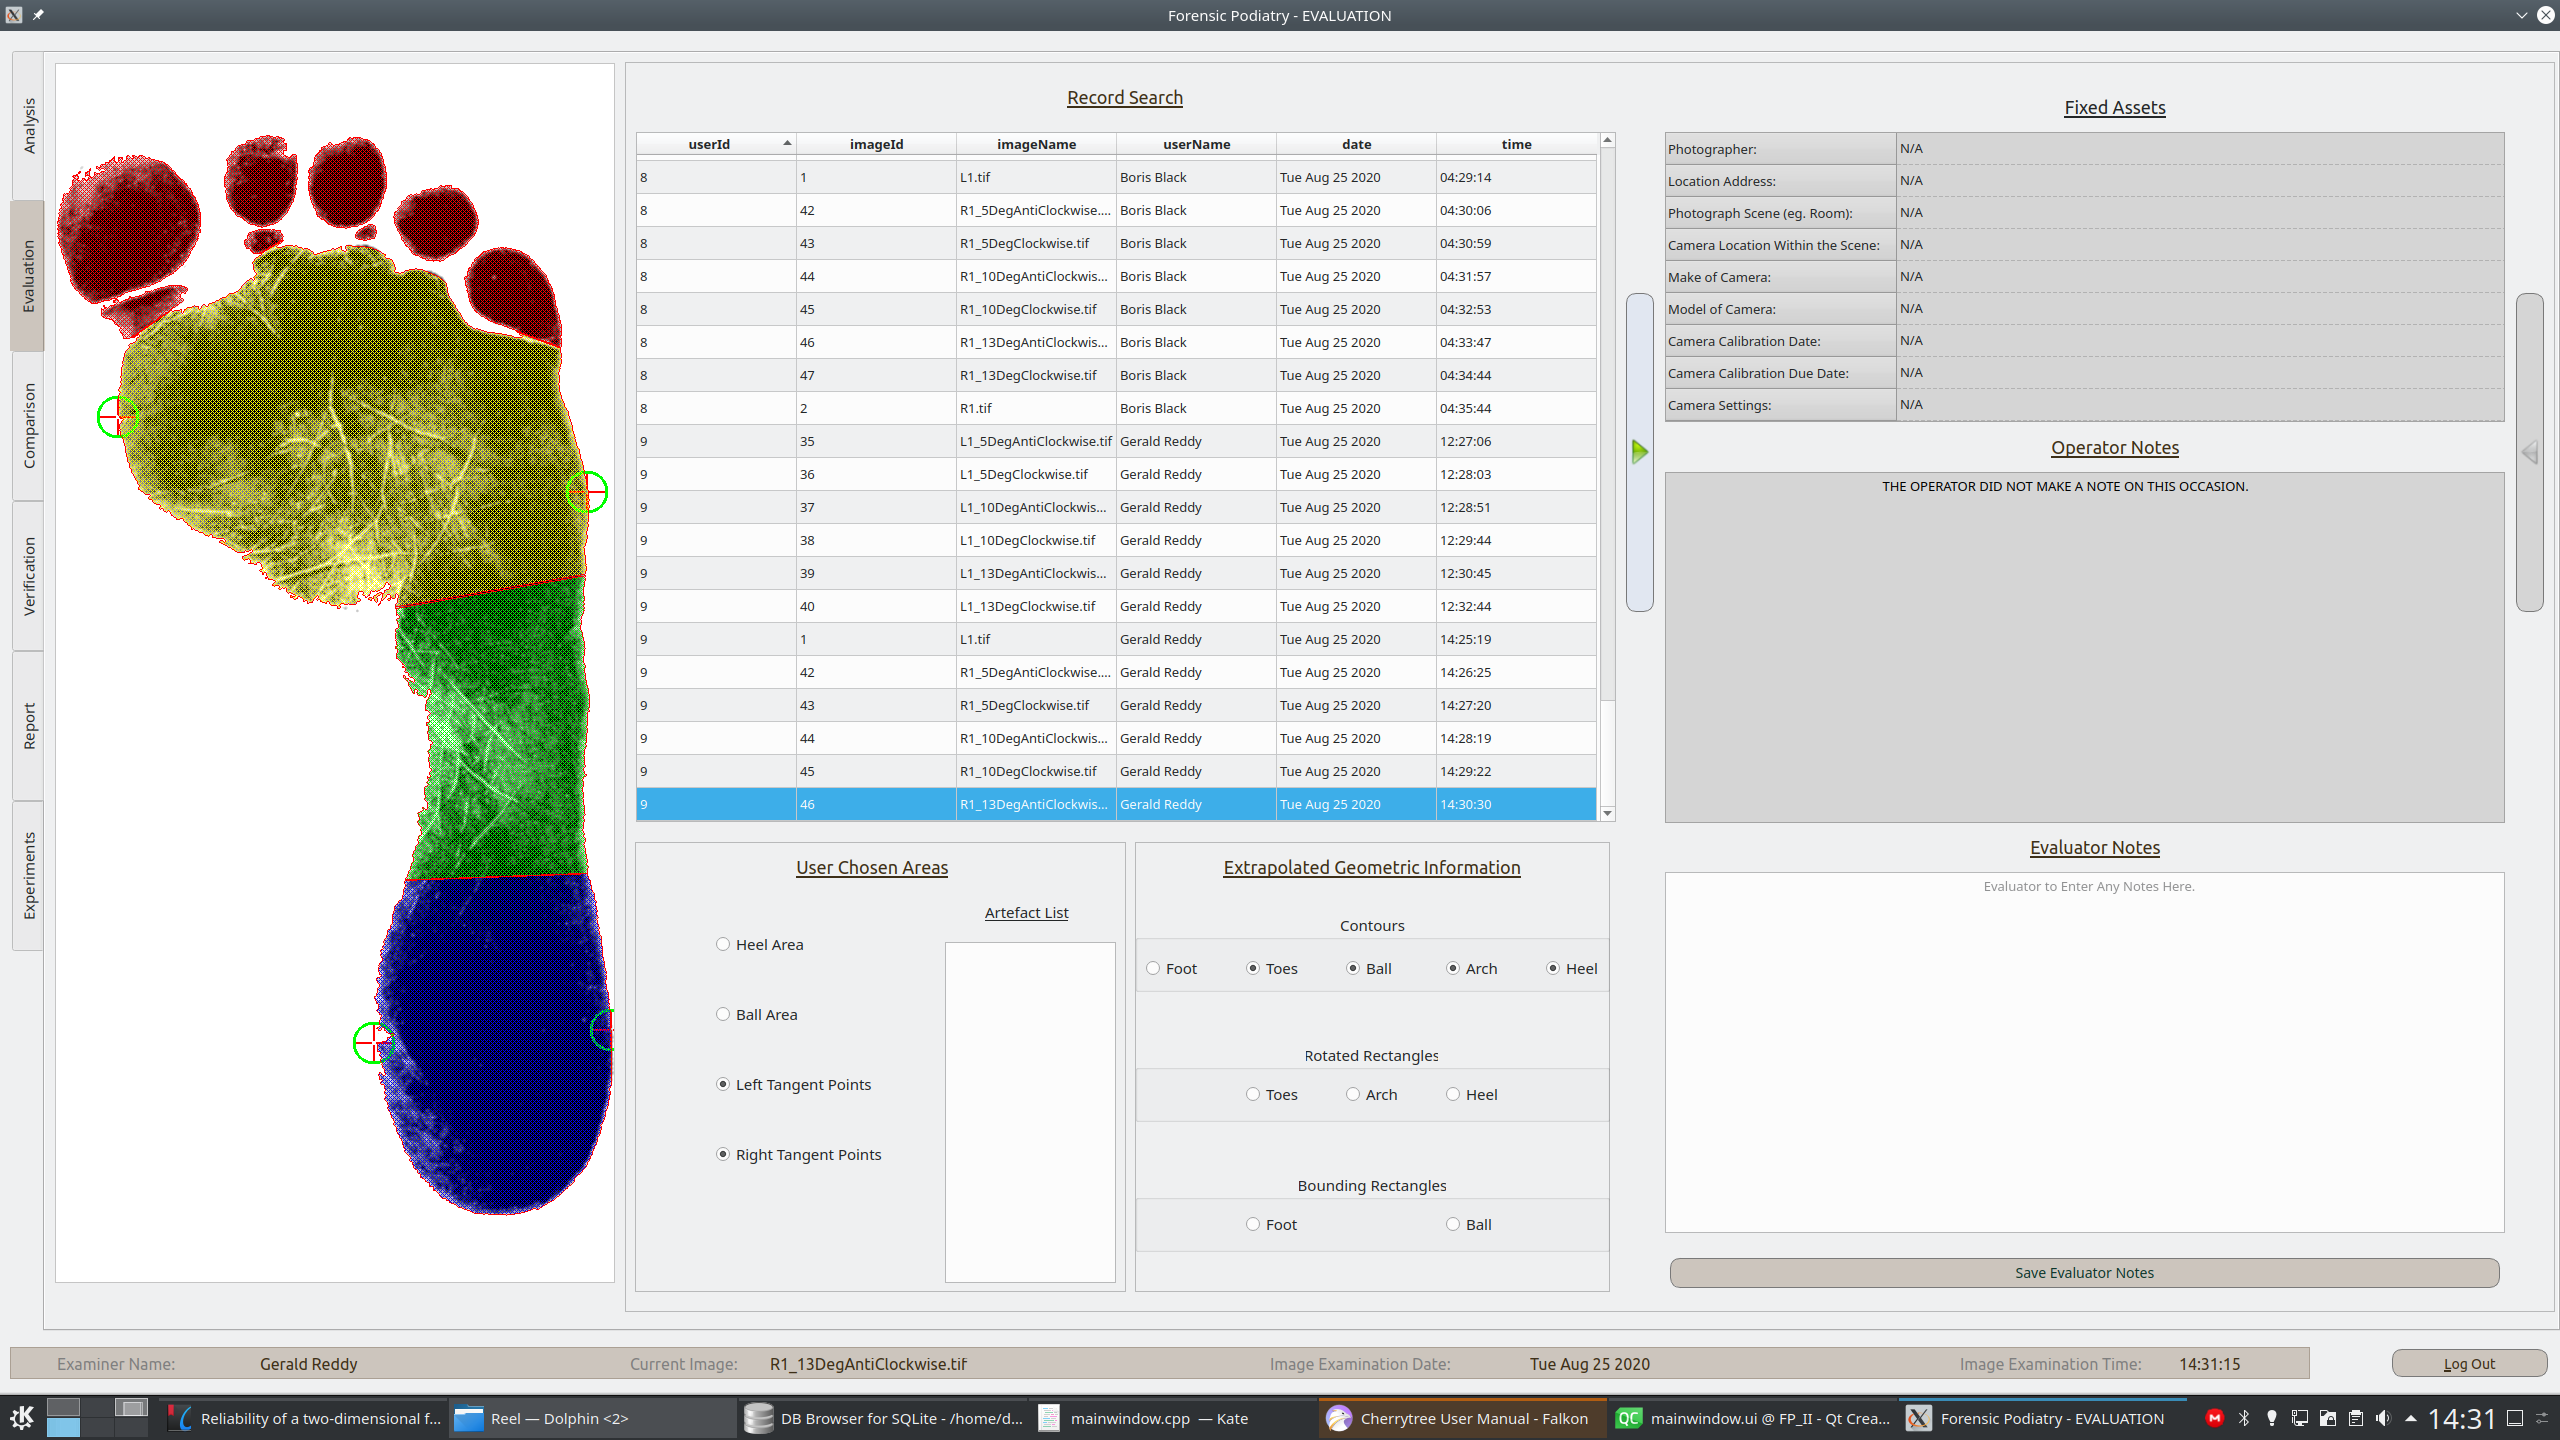 Forensic Podiatry - EVALUATION
Analysis
Evaluation
Comparison
Verification
Report
Experiments
Record Search
userId imageId imageName userName date time
8 1 L1.tif Boris Black Tue Aug 25 2020 04:29:14
8 42 R1_5DegAntiClockwise.... Boris Black Tue Aug 25 2020 04:30:06
8 43 R1_5DegClockwise.tif Boris Black Tue Aug 25 2020 04:30:59
8 44 R1_10DegAntiClockwis... Boris Black Tue Aug 25 2020 04:31:57
8 45 R1_10DegClockwise.tif Boris Black Tue Aug 25 2020 04:32:53
8 46 R1_13DegAntiClockwis... Boris Black Tue Aug 25 2020 04:33:47
8 47 R1_13DegClockwise.tif Boris Black Tue Aug 25 2020 04:34:44
8 2 R1.tif Boris Black Tue Aug 25 2020 04:35:44
9 35 L1_5DegAntiClockwise.tif Gerald Reddy Tue Aug 25 2020 12:27:06
9 36 L1_5DegClockwise.tif Gerald Reddy Tue Aug 25 2020 12:28:03
9 37 L1_10DegAntiClockwis... Gerald Reddy Tue Aug 25 2020 12:28:51
9 38 L1_10DegClockwise.tif Gerald Reddy Tue Aug 25 2020 12:29:44
9 39 L1_13DegAntiClockwis... Gerald Reddy Tue Aug 25 2020 12:30:45
9 40 L1_13DegClockwise.tif Gerald Reddy Tue Aug 25 2020 12:32:44
9 1 L1.tif Gerald Reddy Tue Aug 25 2020 14:25:19
9 42 R1_5DegAntiClockwise.... Gerald Reddy Tue Aug 25 2020 14:26:25
9 43 R1_5DegClockwise.tif Gerald Reddy Tue Aug 25 2020 14:27:20
9 44 R1_10DegAntiClockwis... Gerald Reddy Tue Aug 25 2020 14:28:19
9 45 R1_10DegClockwise.tif Gerald Reddy Tue Aug 25 2020 14:29:22
9 46 R1_13DegAntiClockwis... Gerald Reddy Tue Aug 25 2020 14:30:30
User Chosen Areas
Artefact List
Heel Area
Ball Area
Left Tangent Points
Right Tangent Points
Extrapolated Geometric Information
Contours
Foot Toes Ball Arch Heel
Rotated Rectangles
Toes Arch Heel
Bounding Rectangles
Foot Ball
Fixed Assets
Photographer: N/A
Location Address: N/A
Photograph Scene (eg. Room): N/A
Camera Location Within the Scene: N/A
Make of Camera: N/A
Model of Camera: N/A
Camera Calibration Date: N/A
Camera Calibration Due Date: N/A
Camera Settings: N/A
Operator Notes
THE OPERATOR DID NOT MAKE A NOTE ON THIS OCCASION.
Evaluator Notes
Evaluator to Enter Any Notes Here.
Save Evaluator Notes
Examiner Name: Gerald Reddy Current Image: R1_13DegAntiClockwise.tif Image Examination Date: Tue Aug 25 2020 Image Examination Time: 14:31:15 Log Out
Reliability of a two-dimensional f... Reel — Dolphin <2> DB Browser for SQLite - /home/d... mainwindow.cpp — Kate Cherrytree User Manual - Falkon QC mainwindow.ui @ FP_II - Qt Crea... Forensic Podiatry - EVALUATION M 14:31